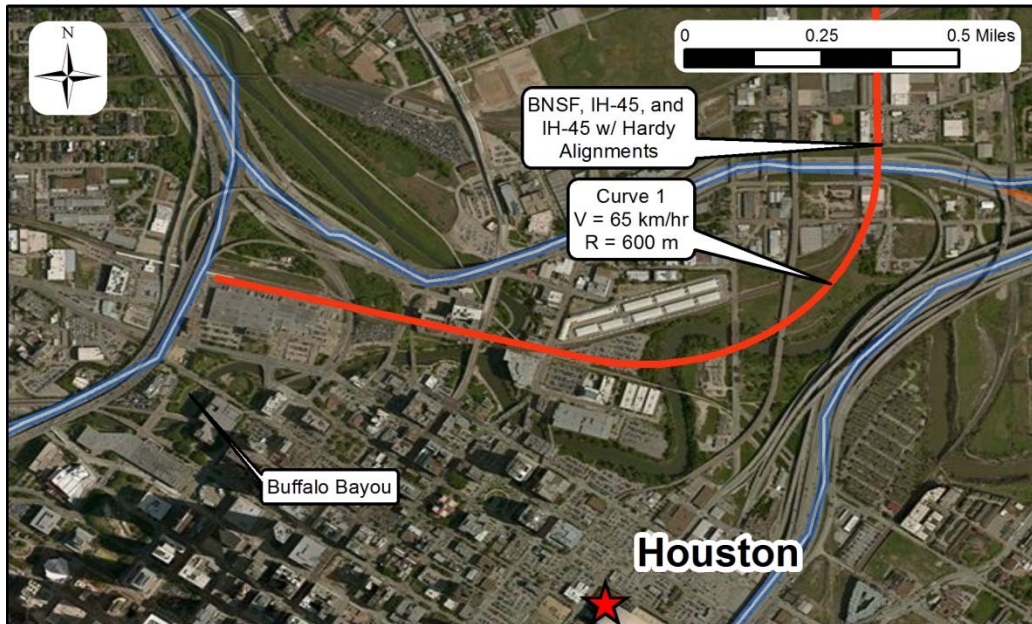 N
0 0.25 0.5 Miles
BNSF, IH-45, and
IH-45 w/ Hardy
Alignments
Curve 1
V = 65 km/hr
R = 600 m
Buffalo Bayou
Houston